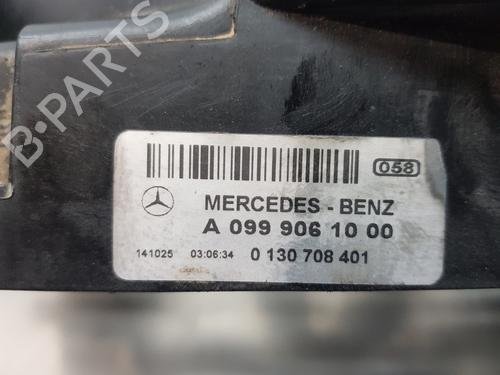 B-PARTS
058
MERCEDES - BENZ
A 099 906 10 00
141025 03:06:34 0 130 708 401